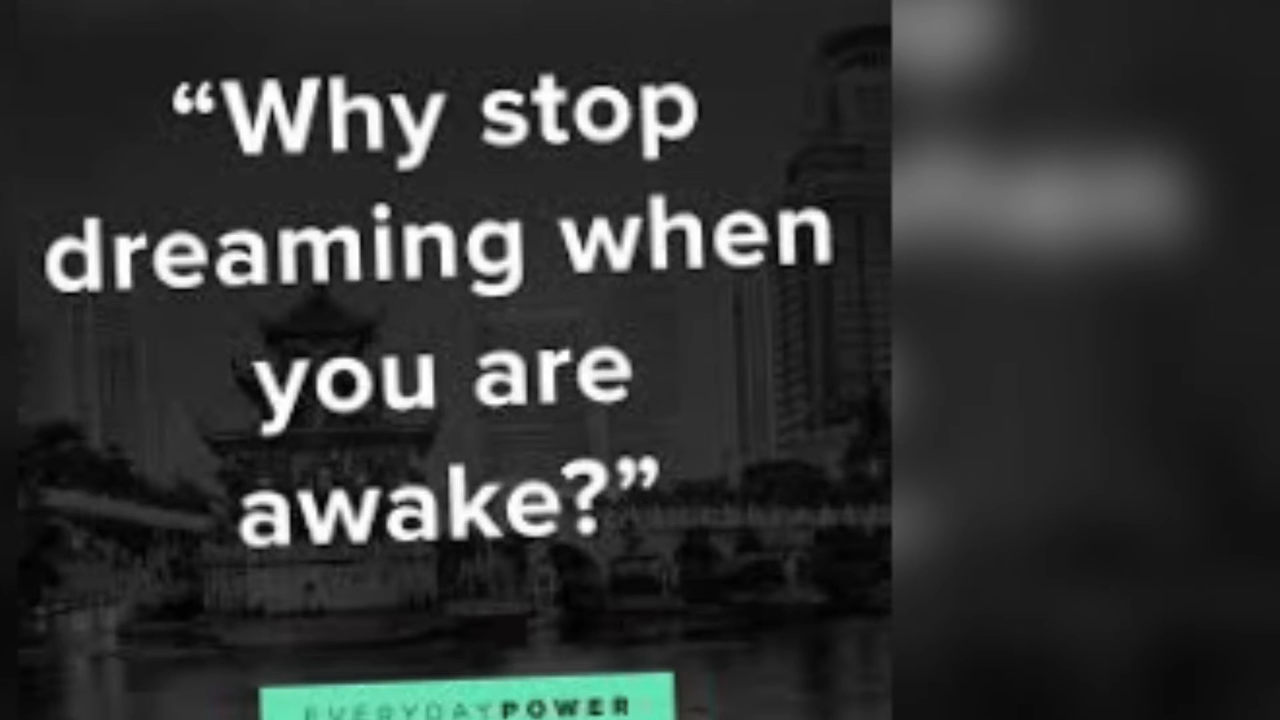 “Why stop
dreaming when
you are
awake?”
EVERYDAYPOWER